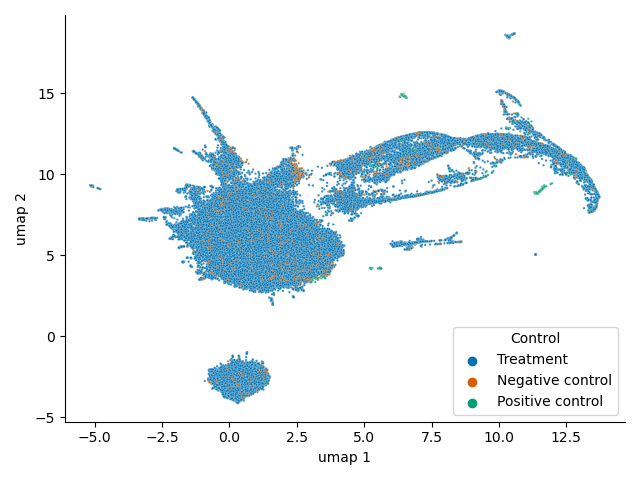 15
10
5
0
−5
umap 2
−5.0
−2.5
0.0
2.5
5.0
7.5
10.0
12.5
umap 1
Control
Treatment
Negative control
Positive control